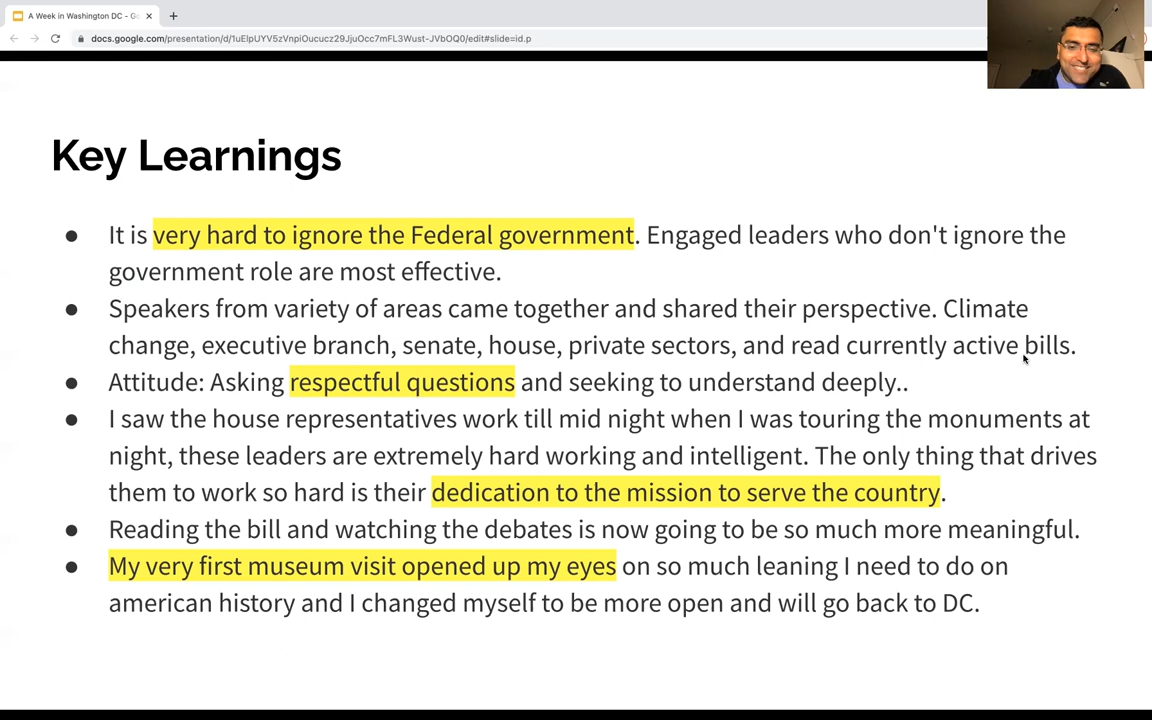 A Week in Washington DC - Go
docs.google.com/presentation/d/1uElpUYV5zVnpiOucucz29JjuOcc7mFL3Wust-JVbOQ0/edit#slide=id.p
Key Learnings
● It is very hard to ignore the Federal government. Engaged leaders who don't ignore the
government role are most effective.
● Speakers from variety of areas came together and shared their perspective. Climate
change, executive branch, senate, house, private sectors, and read currently active bills.
● Attitude: Asking respectful questions and seeking to understand deeply..
● I saw the house representatives work till mid night when I was touring the monuments at
night, these leaders are extremely hard working and intelligent. The only thing that drives
them to work so hard is their dedication to the mission to serve the country.
● Reading the bill and watching the debates is now going to be so much more meaningful.
● My very first museum visit opened up my eyes on so much leaning I need to do on
american history and I changed myself to be more open and will go back to DC.